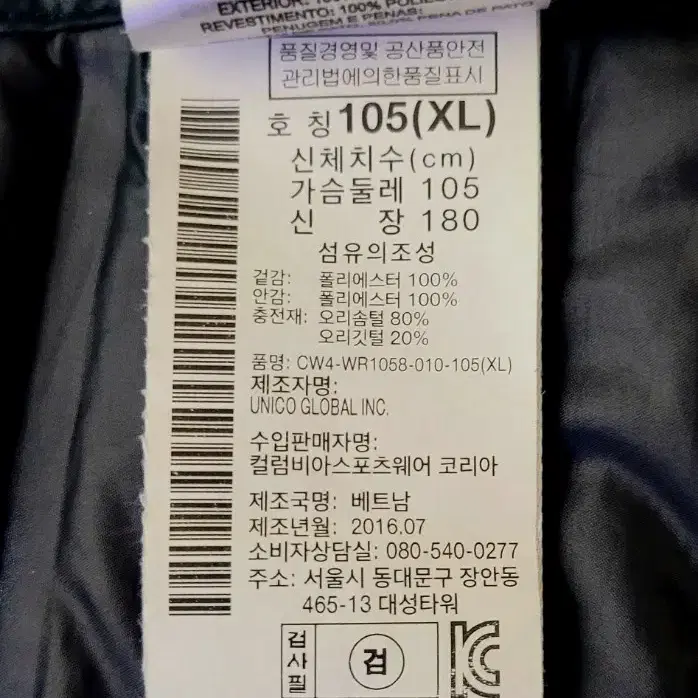 REVESTIMENTO: 100% POLIÉS
PENUGEM E PENAS:
품질경영및 공산품안전
관리법에의한품질표시
호 칭 105(XL)
신체치수(cm)
가슴둘레 105
신 장 180
섬유의조성
겉감: 폴리에스터 100%
안감: 폴리에스터 100%
충전재: 오리솜털 80%
오리깃털 20%
품명: CW4-WR1058-010-105(XL)
제조자명:
UNICO GLOBAL INC.
수입판매자명:
컬럼비아스포츠웨어 코리아
제조국명: 베트남
제조년월: 2016.07
소비자상담실: 080-540-0277
주소: 서울시 동대문구 장안동
465-13 대성타워
검사필
검